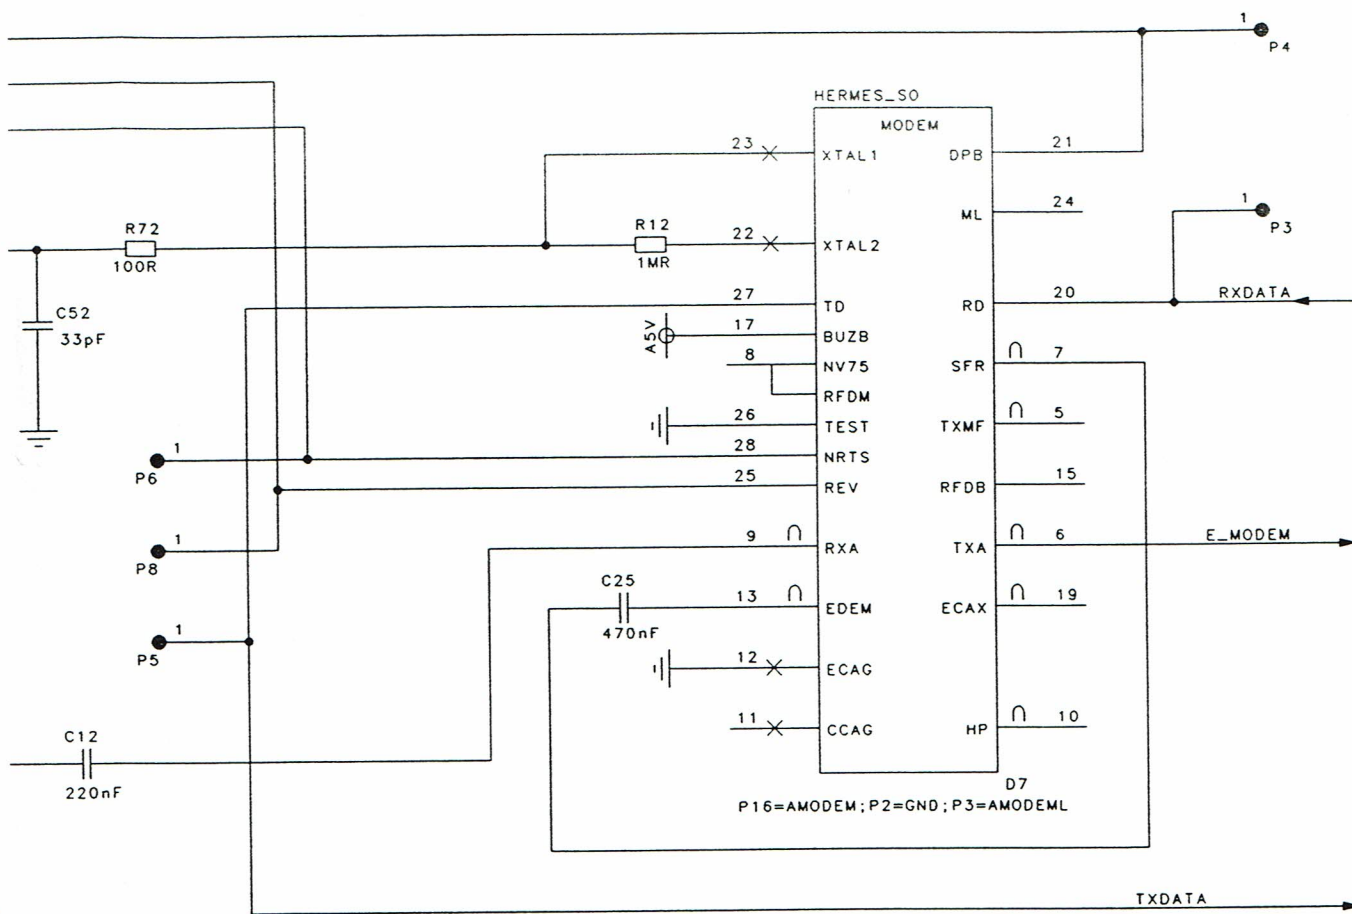 1
P4
HERMES_SO
MODEM
23
XTAL1
DPB
21
ML
24
1
P3
R72
100R
R12
1MR
22
XTAL2
C52
33pF
27
TD
RD
20
RXDATA
A5V
17
BUZB
8
NV75
SFR
7
RFDM
26
TEST
TXMF
5
1
P6
28
NRTS
25
REV
RFDB
15
1
P8
9
RXA
TXA
6
E_MODEM
C25
470nF
13
EDEM
ECAX
19
1
P5
12
ECAG
11
CCAG
HP
10
C12
220nF
D7
P16=AMODEM;P2=GND;P3=AMODEML
TXDATA